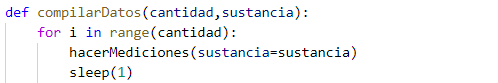 def compilarDatos(cantidad,sustancia):
    for i in range(cantidad):
        hacerMediciones(sustancia=sustancia)
        sleep(1)